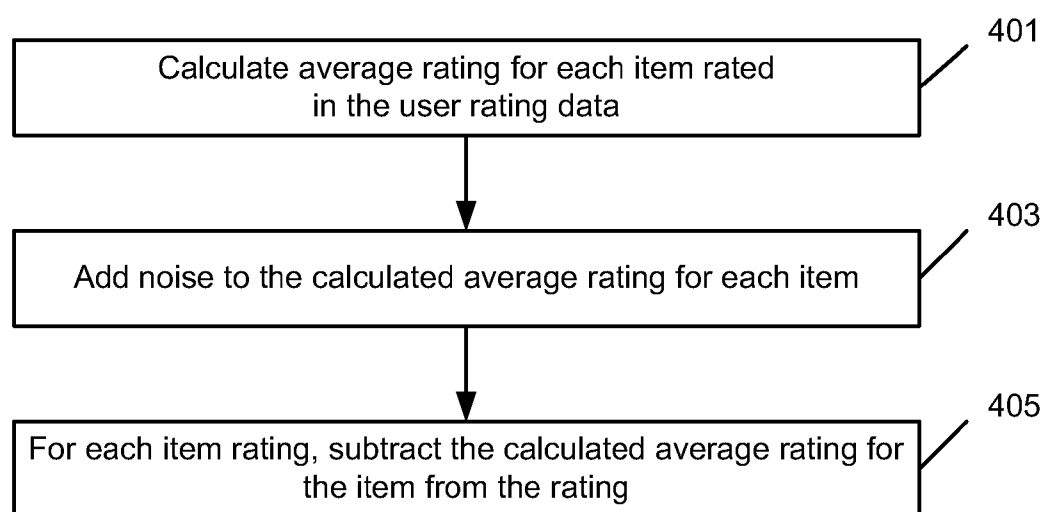 401
Calculate average rating for each item rated
in the user rating data
403
Add noise to the calculated average rating for each item
405
For each item rating, subtract the calculated average rating for
the item from the rating